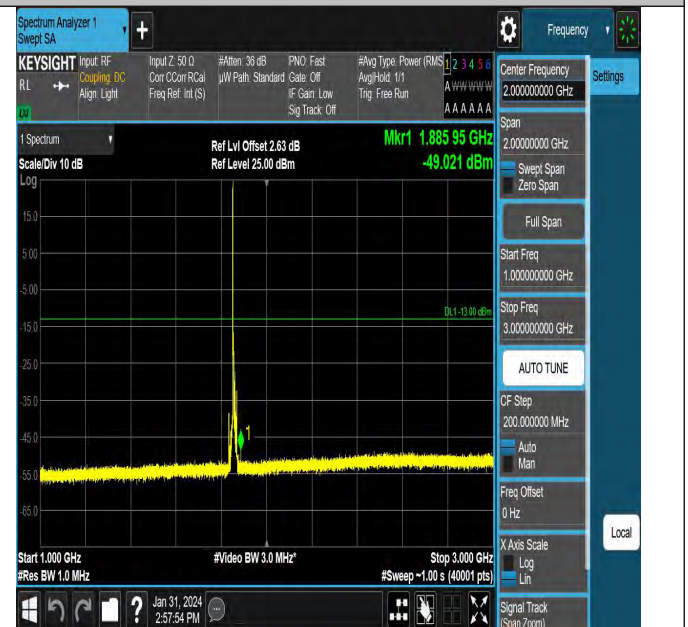 Spectrum Analyzer 1
Swept SA
+
Frequency
KEYSIGHT
Input: RF
Coupling: DC
Align: Light
Input Z: 50 Ω
Corr CCorr RCal
Freq Ref: Int (S)
#Atten: 36 dB
µW Path: Standard
PNO: Fast
Gate: Off
IF Gain: Low
Sig Track: Off
#Avg Type: Power (RMS
Avg|Hold: 1/1
Trig: Free Run
1 2 3 4 5 6
A W W W W W
A A A A A A
RL
1 Spectrum
Scale/Div 10 dB
Log
Ref Lvl Offset 2.63 dB
Ref Level 25.00 dBm
Mkr1 1.885 95 GHz
-49.021 dBm
15.0
5.00
-5.00
-15.0
-25.0
-35.0
-45.0
-55.0
-65.0
DL1 -13.00 dBm
1
Start 1.000 GHz
#Res BW 1.0 MHz
#Video BW 3.0 MHz*
Stop 3.000 GHz
#Sweep ~1.00 s (40001 pts)
Jan 31, 2024
2:57:54 PM
?
Center Frequency
2.000000000 GHz
Settings
Span
2.00000000 GHz
Swept Span
Zero Span
Full Span
Start Freq
1.000000000 GHz
Stop Freq
3.000000000 GHz
AUTO TUNE
CF Step
200.000000 MHz
Auto
Man
Freq Offset
0 Hz
X Axis Scale
Log
Lin
Local
Signal Track
(Span Zoom)